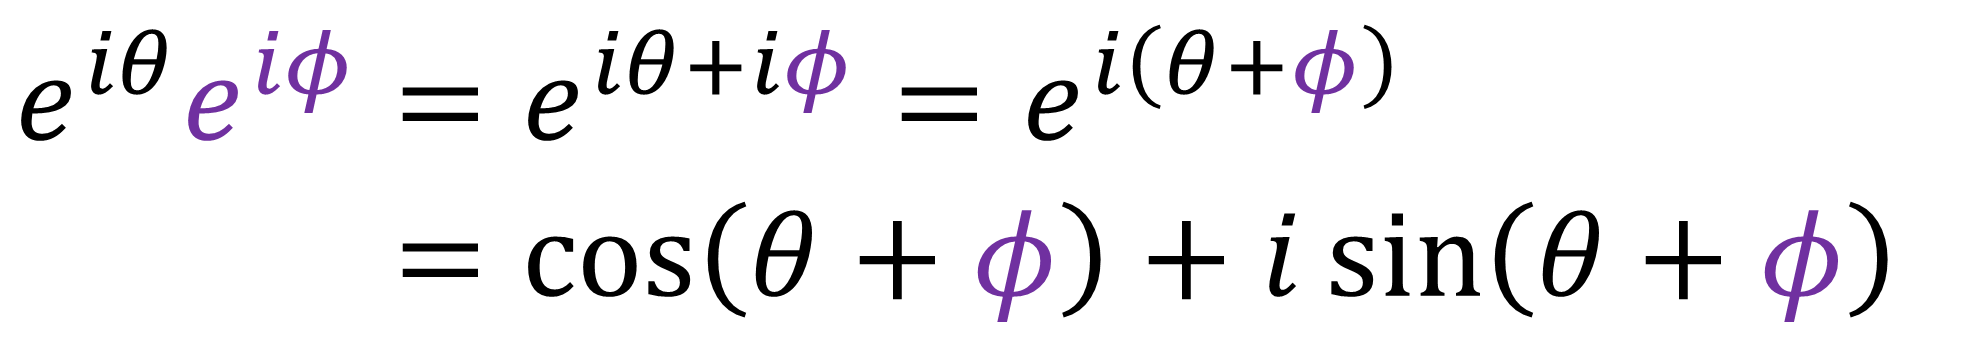 e^{iθ}e^{iϕ} = e^{iθ+iϕ} = e^{i(θ+ϕ)}
= cos(θ + ϕ) + i sin(θ + ϕ)